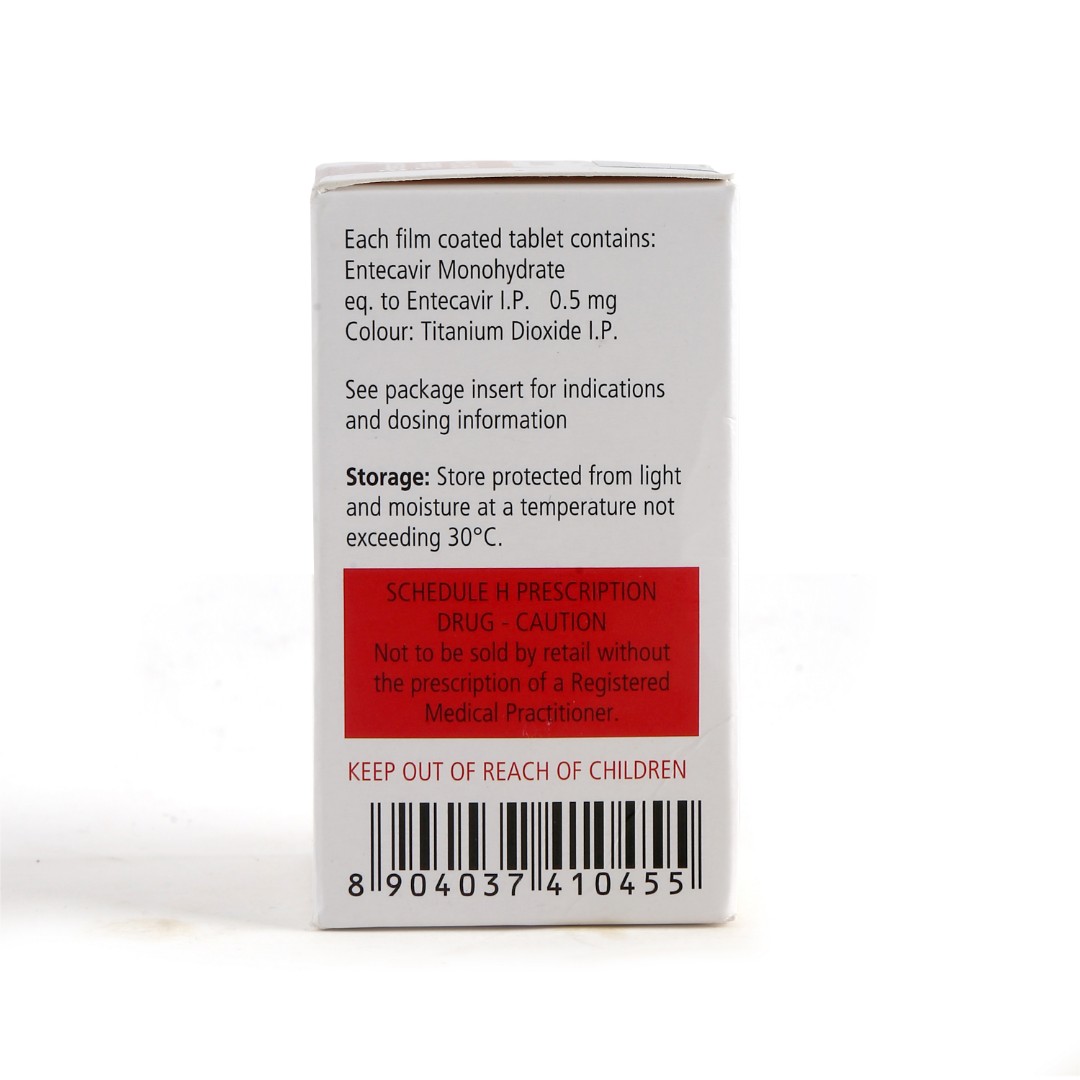 Each film coated tablet contains:
Entecavir Monohydrate
eq. to Entecavir I.P. 0.5 mg
Colour: Titanium Dioxide I.P.
See package insert for indications
and dosing information
Storage: Store protected from light
and moisture at a temperature not
exceeding 30°C.
SCHEDULE H PRESCRIPTION
DRUG - CAUTION
Not to be sold by retail without
the prescription of a Registered
Medical Practitioner.
KEEP OUT OF REACH OF CHILDREN
8 904037 410455